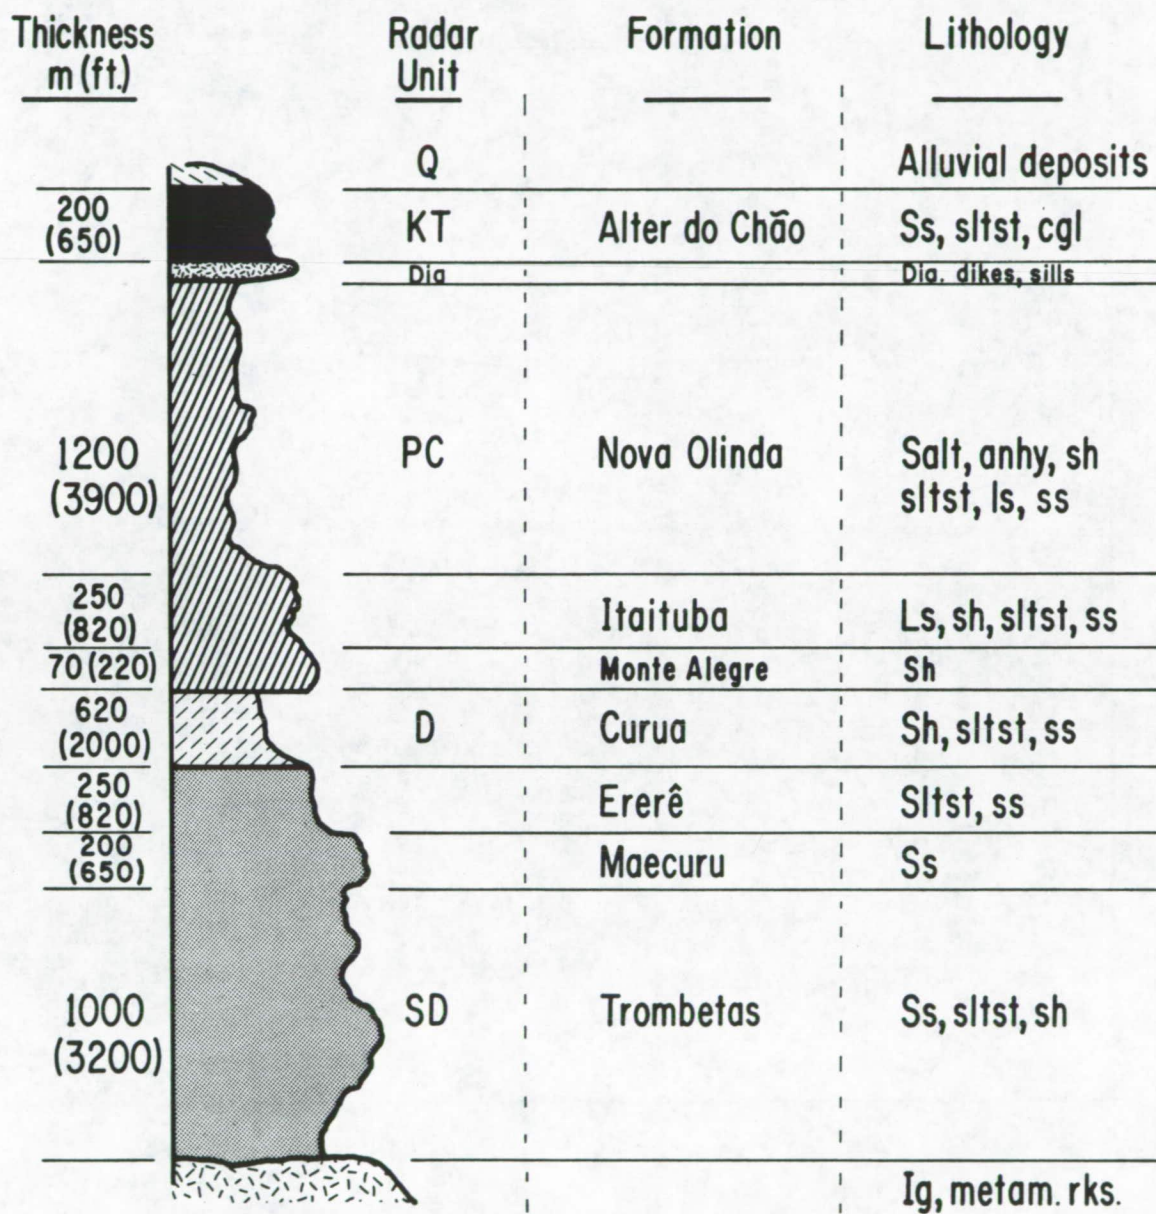 Thickness
m (ft.)
Radar
Unit
Formation
Lithology
Q
Alluvial deposits
200
(650)
KT
Alter do Chão
Ss, sltst, cgl
Dia
Dia. dikes, sills
1200
(3900)
PC
Nova Olinda
Salt, anhy, sh
sltst, ls, ss
250
(820)
Itaituba
Ls, sh, sltst, ss
70 (220)
Monte Alegre
Sh
620
(2000)
D
Curua
Sh, sltst, ss
250
(820)
Ererê
Sltst, ss
200
(650)
Maecuru
Ss
1000
(3200)
SD
Trombetas
Ss, sltst, sh
Ig, metam. rks.